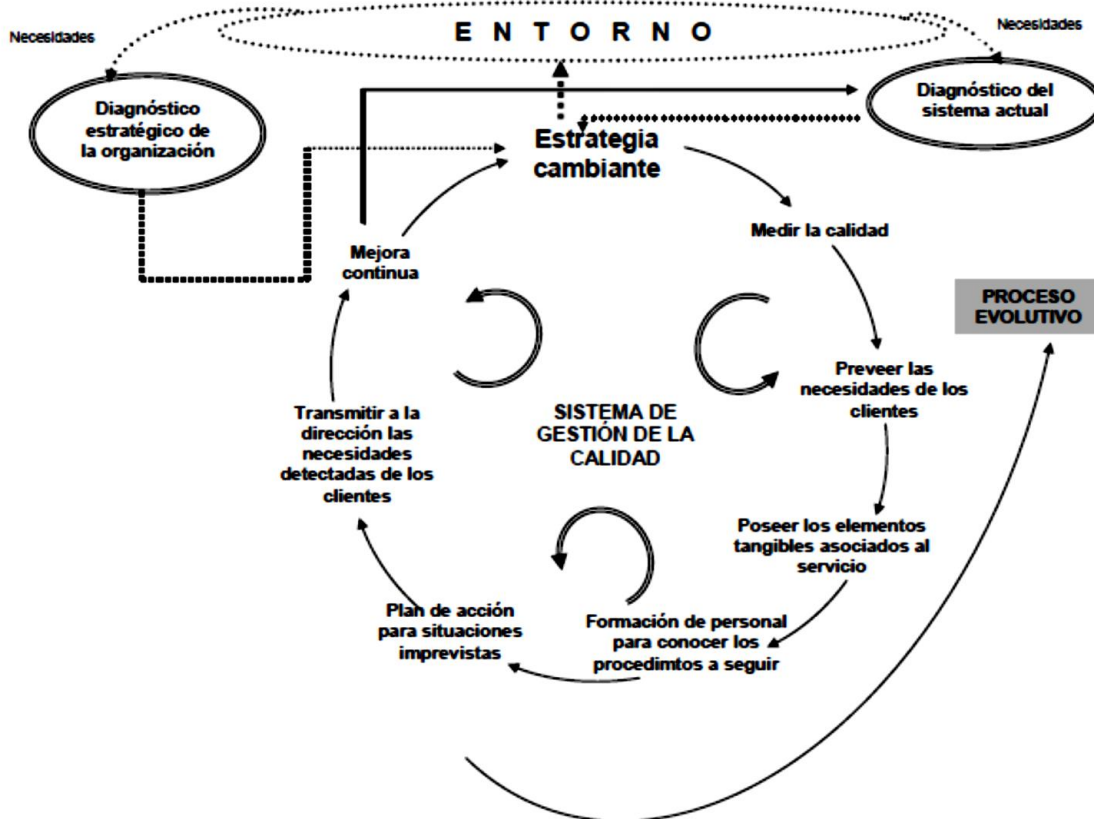 Necesidades
E N T O R N O
Necesidades
Diagnóstico
estratégico de
la organización
Diagnóstico del
sistema actual
Estrategia
cambiante
Medir la calidad
Mejora
continua
PROCESO
EVOLUTIVO
Preveer las
necesidades de los
clientes
Transmitir a la
dirección las
necesidades
detectadas de los
clientes
SISTEMA DE
GESTIÓN DE LA
CALIDAD
Poseer los elementos
tangibles asociados al
servicio
Plan de acción
para situaciones
imprevistas
Formación de personal
para conocer los
procedimtos a seguir